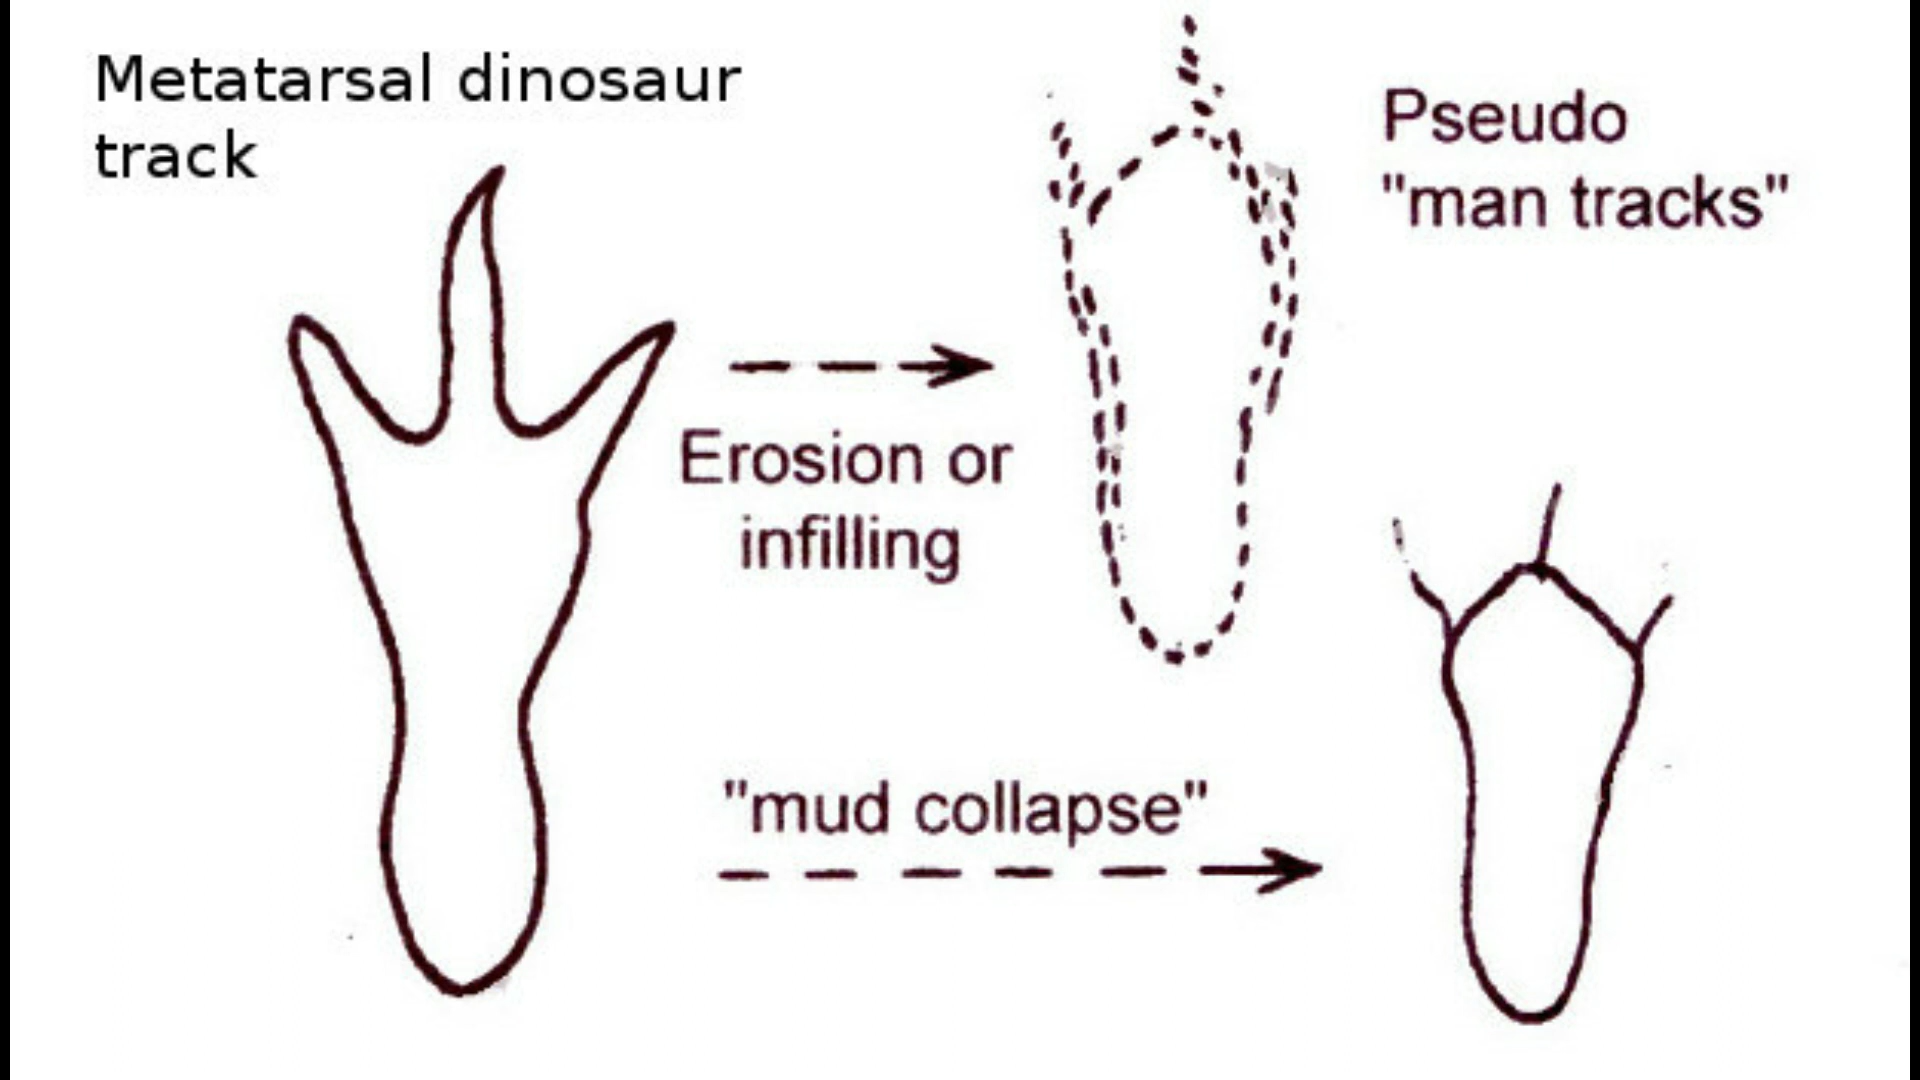 Metatarsal dinosaur
track
Pseudo
"man tracks"
Erosion or
infilling
"mud collapse"